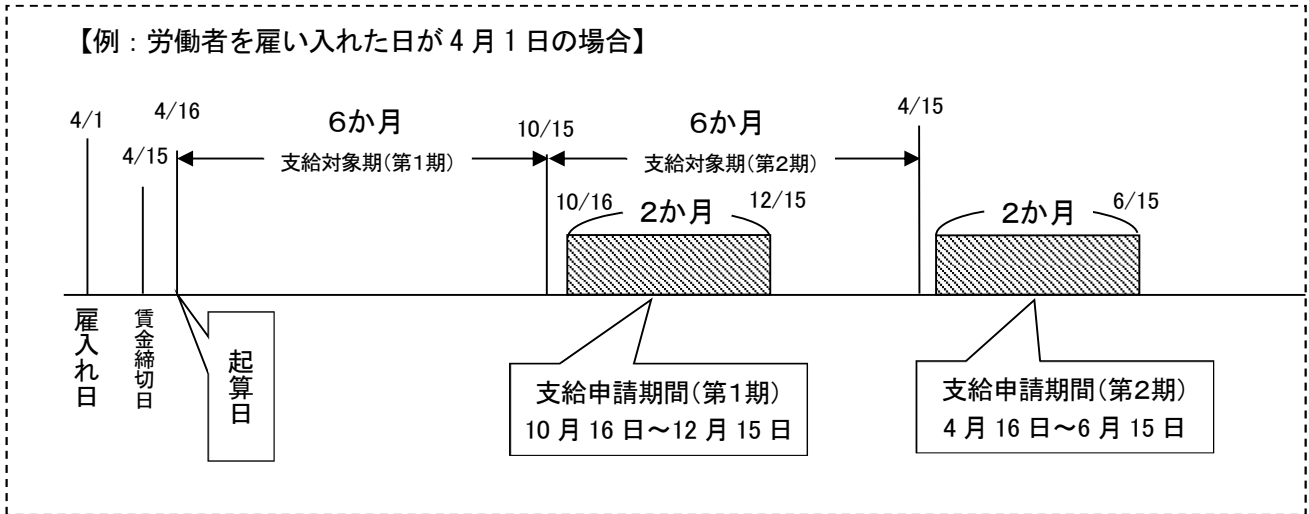 【例:労働者を雇い入れた日が4月1日の場合】
4/1
4/15
4/16
6か月
支給対象期(第1期)
10/15
6か月
支給対象期(第2期)
4/15
10/16
2か月
12/15
2か月
6/15
雇入れ日
賃金締切日
起算日
支給申請期間(第1期)
10月16日~12月15日
支給申請期間(第2期)
4月16日~6月15日